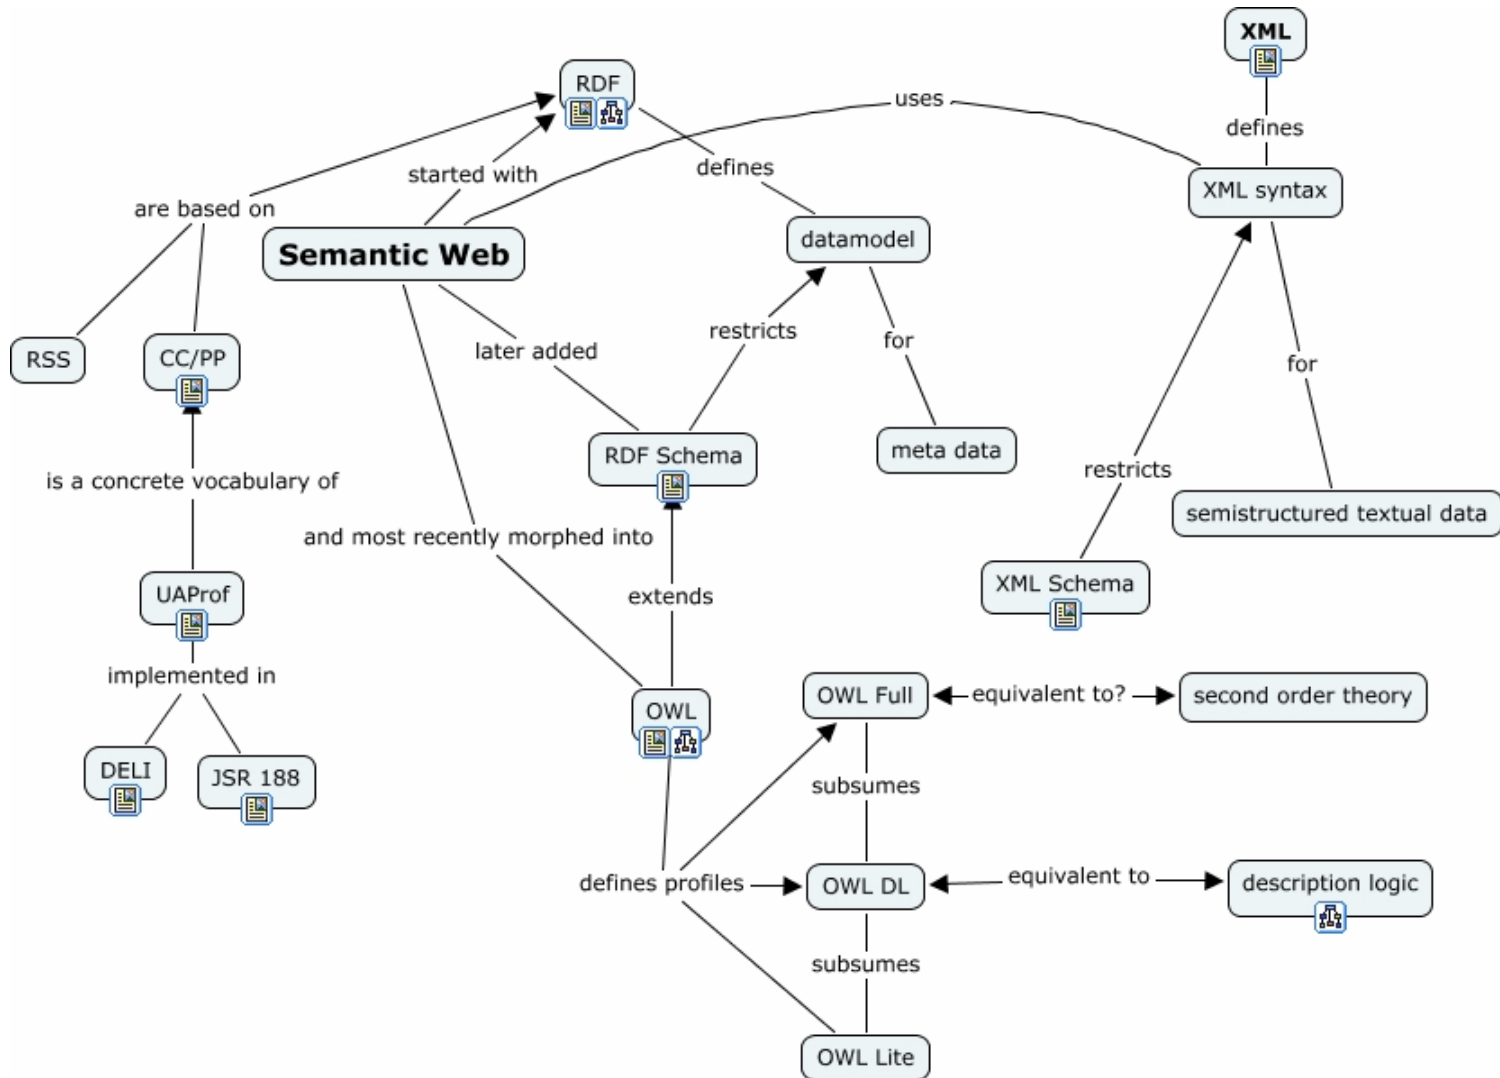 XML
RDF
uses
defines
started with
defines
XML syntax
are based on
Semantic Web
datamodel
restricts
for
later added
RSS
CC/PP
for
RDF Schema
meta data
restricts
is a concrete vocabulary of
semistructured textual data
and most recently morphed into
UAProf
extends
XML Schema
implemented in
OWL
OWL Full
equivalent to?
second order theory
DELI
JSR 188
subsumes
defines profiles
OWL DL
equivalent to
description logic
subsumes
OWL Lite